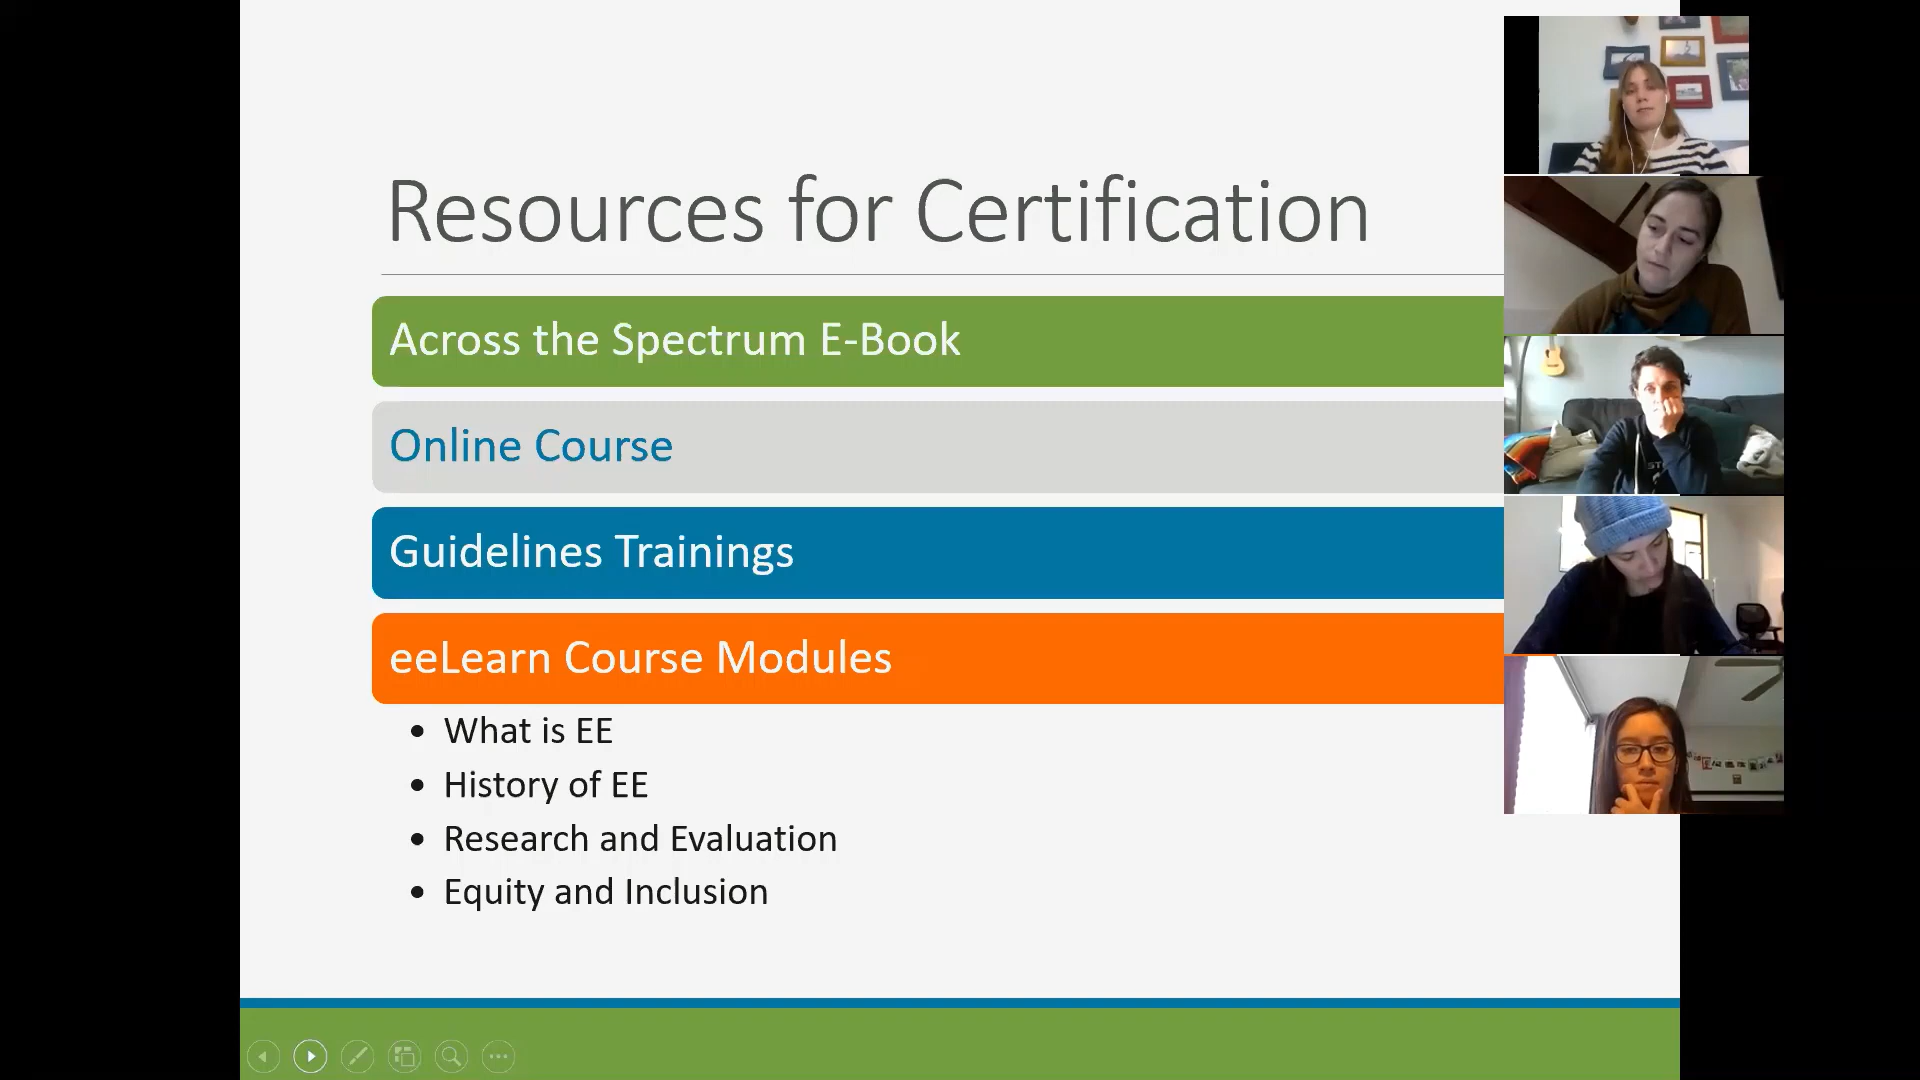 Resources for Certification
Across the Spectrum E-Book
Online Course
Guidelines Trainings
eeLearn Course Modules
• What is EE
• History of EE
• Research and Evaluation
• Equity and Inclusion